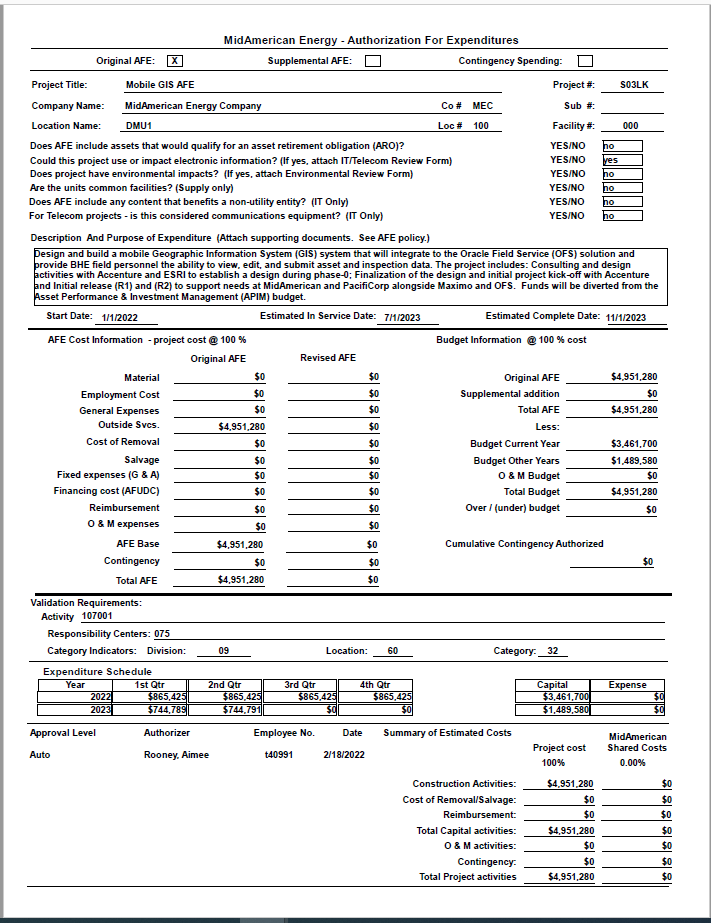 MidAmerican Energy - Authorization For Expenditures
Original AFE: X Supplemental AFE: Contingency Spending:
Project Title: Mobile GIS AFE Project #: S03LK
Company Name: MidAmerican Energy Company Co # MEC Sub #:
Location Name: DMU1 Loc # 100 Facility #: 000
Does AFE include assets that would qualify for an asset retirement obligation (ARO)? YES/NO no
Could this project use or impact electronic information? (If yes, attach IT/Telecom Review Form) YES/NO yes
Does project have environmental impacts? (If yes, attach Environmental Review Form) YES/NO no
Are the units common facilities? (Supply only) YES/NO no
Does AFE include any content that benefits a non-utility entity? (IT Only) YES/NO no
For Telecom projects - is this considered communications equipment? (IT Only) YES/NO no
Description And Purpose of Expenditure (Attach supporting documents. See AFE policy.)
Design and build a mobile Geographic Information System (GIS) system that will integrate to the Oracle Field Service (OFS) solution and
provide BHE field personnel the ability to view, edit, and submit asset and inspection data. The project includes: Consulting and design
activities with Accenture and ESRI to establish a design during phase-0; Finalization of the design and initial project kick-off with Accenture
and Initial release (R1) and (R2) to support needs at MidAmerican and PacifiCorp alongside Maximo and OFS. Funds will be diverted from the
Asset Performance & Investment Management (APIM) budget.
Start Date: 1/1/2022 Estimated In Service Date: 7/1/2023 Estimated Complete Date: 11/1/2023
AFE Cost Information - project cost @ 100 % Budget Information @ 100 % cost
Original AFE Revised AFE
Material $0 $0 Original AFE $4,951,280
Employment Cost $0 $0 Supplemental addition $0
General Expenses $0 $0 Total AFE $4,951,280
Outside Svcs. $4,951,280 $0 Less:
Cost of Removal $0 $0 Budget Current Year $3,461,700
Salvage $0 $0 Budget Other Years $1,489,580
Fixed expenses (G & A) $0 $0 O & M Budget $0
Financing cost (AFUDC) $0 $0 Total Budget $4,951,280
Reimbursement $0 $0 Over / (under) budget $0
O & M expenses $0 $0
AFE Base $4,951,280 $0 Cumulative Contingency Authorized
Contingency $0 $0 $0
Total AFE $4,951,280 $0
Validation Requirements:
Activity 107001
Responsibility Centers: 075
Category Indicators: Division: 09 Location: 60 Category: 32
Expenditure Schedule
Year 1st Qtr 2nd Qtr 3rd Qtr 4th Qtr Capital Expense
2022 $865,425 $865,425 $865,425 $865,425 $3,461,700 $0
2023 $744,789 $744,791 $0 $0 $1,489,580 $0
Approval Level Authorizer Employee No. Date Summary of Estimated Costs MidAmerican
Project cost Shared Costs
Auto Rooney, Aimee t40991 2/18/2022 100% 0.00%
Construction Activities: $4,951,280 $0
Cost of Removal/Salvage: $0 $0
Reimbursement: $0 $0
Total Capital activities: $4,951,280 $0
O & M activities: $0 $0
Contingency: $0 $0
Total Project activities $4,951,280 $0